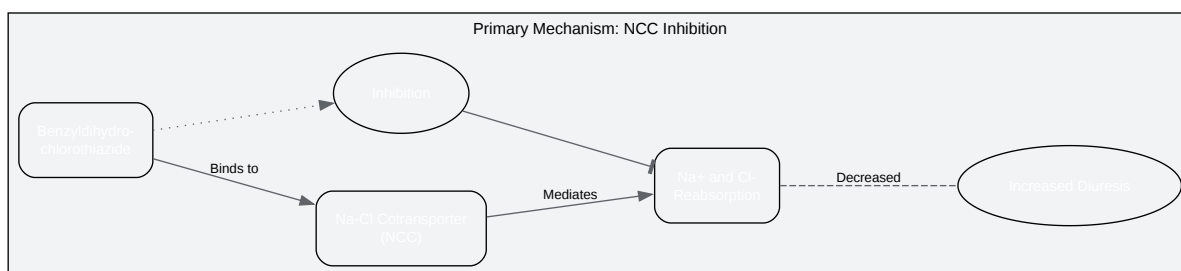 Primary Mechanism: NCC Inhibition
Inhibition
Benzyldihydro-
chlorothiazide
Binds to
Na-Cl Cotransporter
(NCC)
Mediates
Na+ and Cl-
Reabsorption
Decreased
Increased Diuresis